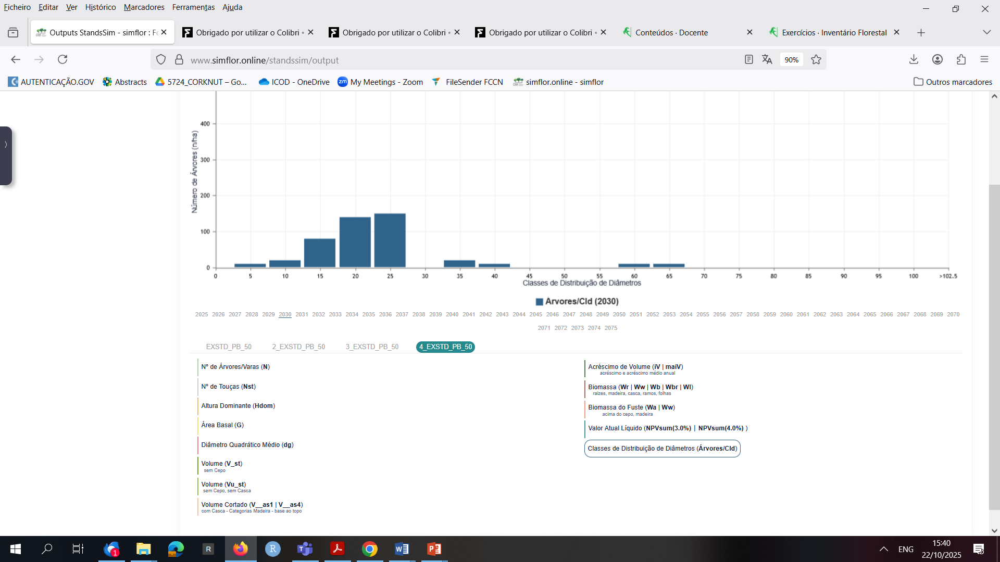 Ficheiro Editar Ver Histórico Marcadores Ferramentas Ajuda
Outputs StandsSim - simflor : Fo
Obrigado por utilizar o Colibri •
Obrigado por utilizar o Colibri •
Obrigado por utilizar o Colibri •
Conteúdos · Docente
Exercícios · Inventário Florestal
www.simflor.online/standssim/output
90%
AUTENTICAÇÃO.GOV
Abstracts
5724_CORKNUT – Go...
ICOD - OneDrive
zm My Meetings - Zoom
FileSender FCCN
simflor.online - simflor
Outros marcadores
Número de Árvores (n/ha)
400
300
200
100
0
0 5 10 15 20 25 30 35 40 45 50 55 60 65 70 75 80 85 90 95 100 >102.5
Classes de Distribuição de Diâmetros
Árvores/Cld (2030)
2025 2026 2027 2028 2029 2030 2031 2032 2033 2034 2035 2036 2037 2038 2039 2040 2041 2042 2043 2044 2045 2046 2047 2048 2049 2050 2051 2052 2053 2054 2055 2056 2057 2058 2059 2060 2061 2062 2063 2064 2065 2066 2067 2068 2069 2070
2071 2072 2073 2074 2075
EXSTD_PB_50 2_EXSTD_PB_50 3_EXSTD_PB_50 4_EXSTD_PB_50
Nº de Árvores/Varas (N)
Nº de Touças (Nst)
Altura Dominante (Hdom)
Área Basal (G)
Diâmetro Quadrático Médio (dg)
Volume (V_st)
sem Cepo
Volume (Vu_st)
sem Cepo, sem Casca
Volume Cortado (V__as1 | V__as4)
com Casca - Categorias Madeira - base ao topo
Acréscimo de Volume (iV | maiV)
acréscimo e acréscimo médio anual
Biomassa (Wr | Ww | Wb | Wbr | Wl)
raizes, madeira, casca, ramos, folhas
Biomassa do Fuste (Wa | Ww)
acima do cepo, madeira
Valor Atual Líquido (NPVsum(3.0%) | NPVsum(4.0%) )
Classes de Distribuição de Diâmetros (Árvores/Cld)
1
R
R
ENG
15:40
22/10/2025